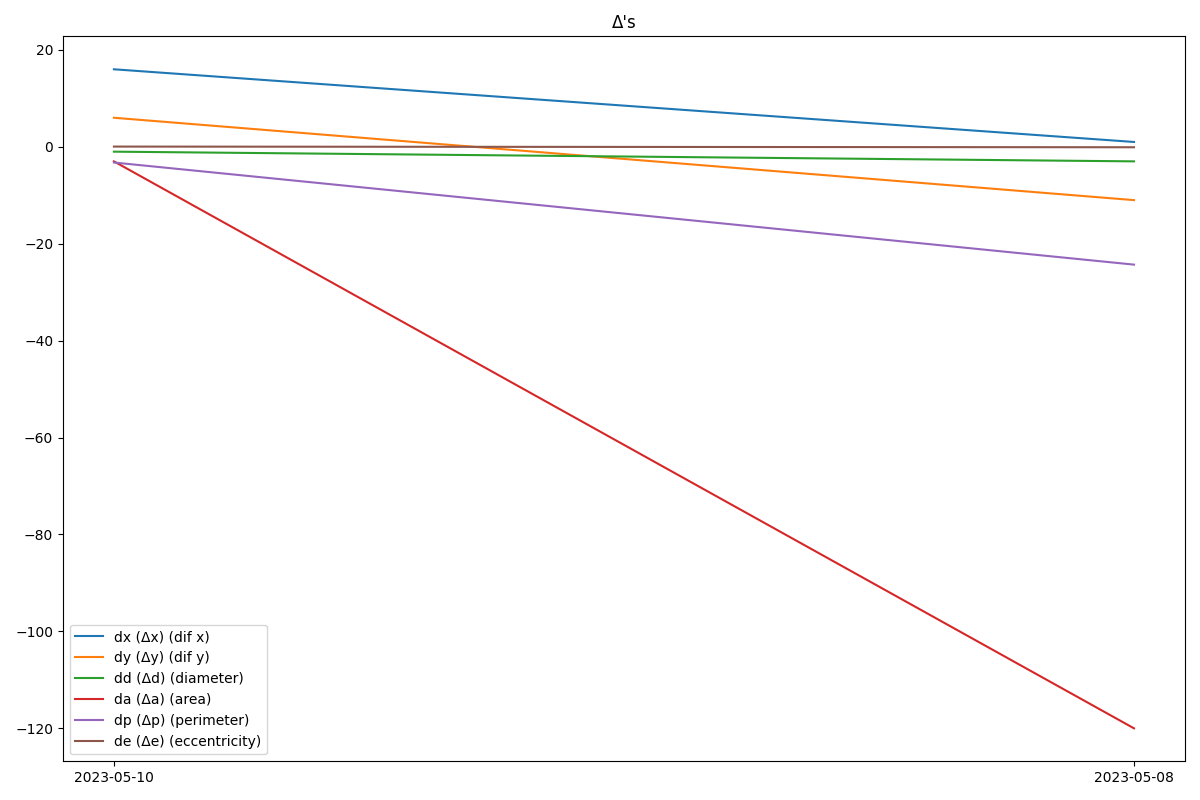 Δ's
20
0
−20
−40
−60
−80
−100
−120
dx (Δx) (dif x)
dy (Δy) (dif y)
dd (Δd) (diameter)
da (Δa) (area)
dp (Δp) (perimeter)
de (Δe) (eccentricity)
2023-05-10
2023-05-08